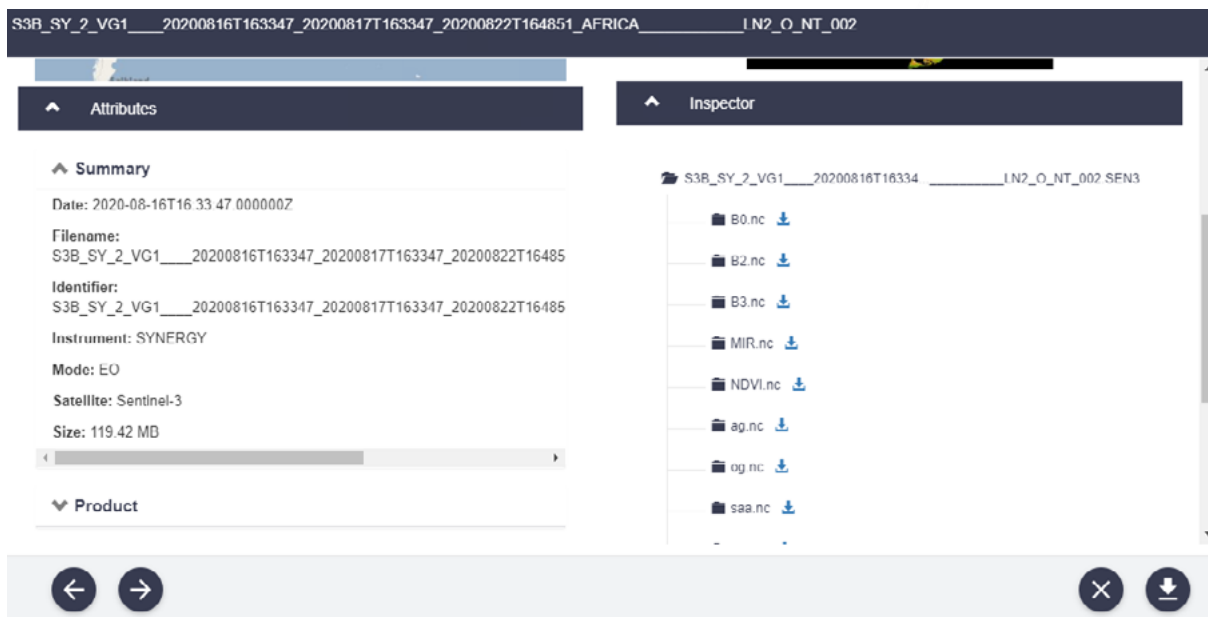 S3B_SY_2_VG1____20200816T163347_20200817T163347_20200822T164851_AFRICA____________LN2_O_NT_002
Attributes
Summary
Date: 2020-08-16T16:33:47.000000Z
Filename:
S3B_SY_2_VG1____20200816T163347_20200817T163347_20200822T16485
Identifier:
S3B_SY_2_VG1____20200816T163347_20200817T163347_20200822T16485
Instrument: SYNERGY
Mode: EO
Satellite: Sentinel-3
Size: 119.42 MB
Product
Inspector
S3B_SY_2_VG1____20200816T16334..__________LN2_O_NT_002.SEN3
B0.nc
B2.nc
B3.nc
MIR.nc
NDVI.nc
ag.nc
og.nc
saa.nc